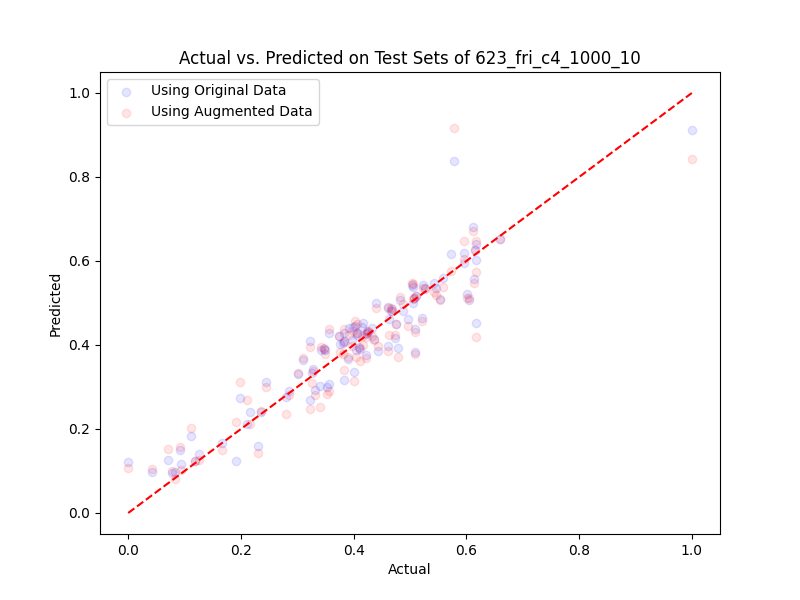 Actual vs. Predicted on Test Sets of 623_fri_c4_1000_10
Using Original Data
Using Augmented Data
1.0
0.8
0.6
0.4
0.2
0.0
Predicted
0.0 0.2 0.4 0.6 0.8 1.0
Actual